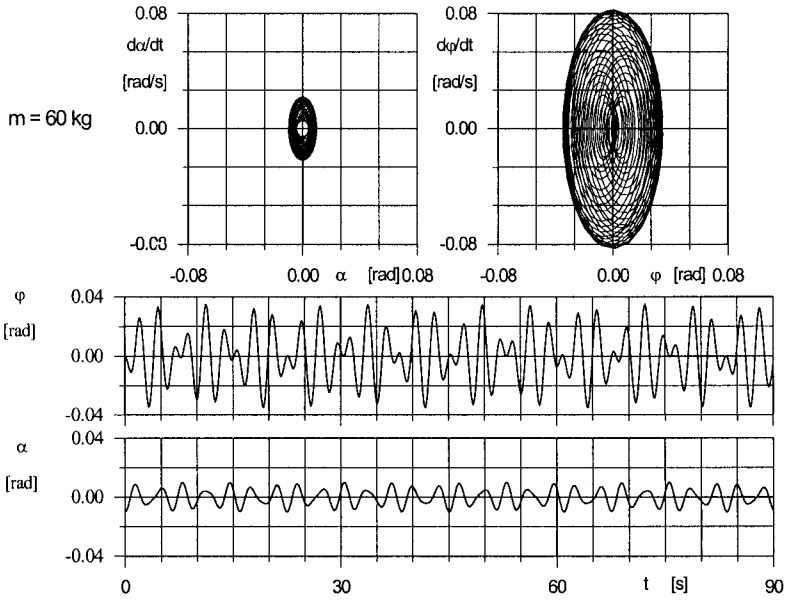 0.08
dα/dt
[rad/s]
0.00
-0.03
-0.08 0.00 α [rad] 0.08
m = 60 kg
0.08
dφ/dt
[rad/s]
0.00
-0.08
-0.08 0.00 φ [rad] 0.08
φ
[rad]
0.04
0.00
-0.04
α
[rad]
0.04
0.00
-0.04
0 30 60 t [s] 90